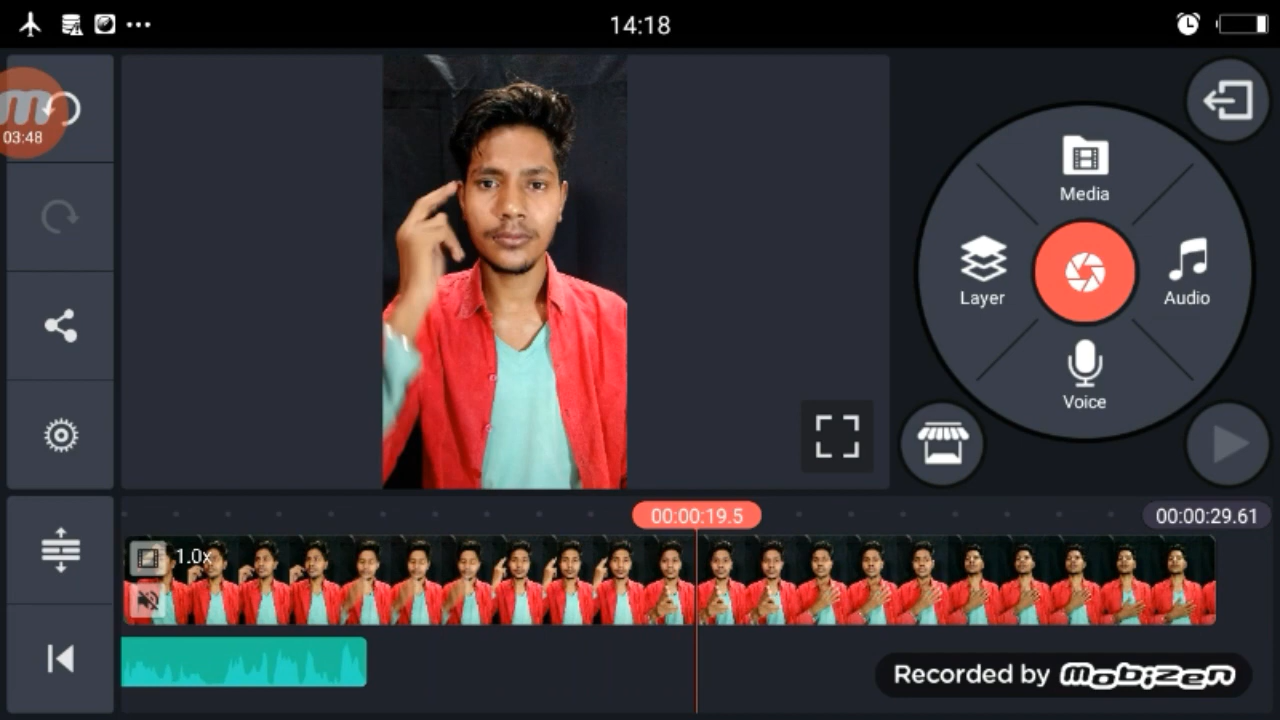 14:18
03:48
Media
Layer
Audio
Voice
00:00:19.5
00:00:29.61
1.0x
Recorded by mobizen